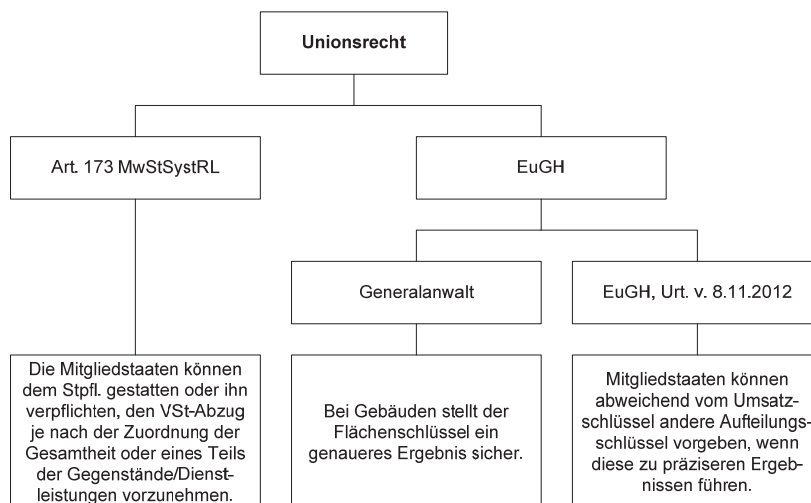 Unionsrecht
Art. 173 MwStSystRL
EuGH
Generalanwalt
EuGH, Urt. v. 8.11.2012
Die Mitgliedstaaten können
dem Stpfl. gestatten oder ihn
verpflichten, den VSt-Abzug
je nach der Zuordnung der
Gesamtheit oder eines Teils
der Gegenstände/Dienst-
leistungen vorzunehmen.
Bei Gebäuden stellt der
Flächenschlüssel ein
genaueres Ergebnis sicher.
Mitgliedstaaten können
abweichend vom Umsatz-
schlüssel andere Aufteilungs-
schlüssel vorgeben, wenn
diese zu präziseren Ergeb-
nissen führen.